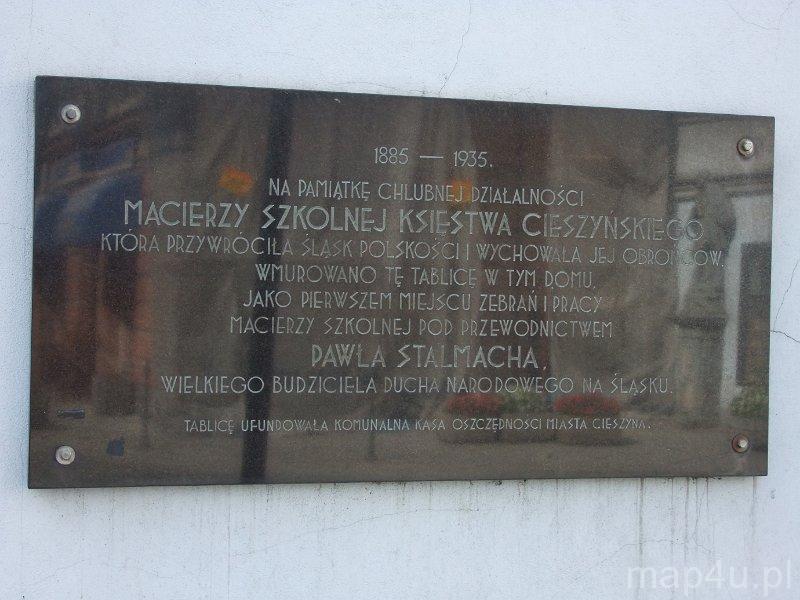 1885 — 1935.
NA PAMIĄTKĘ CHLUBNEJ DZIAŁALNOŚCI
MACIERZY SZKOLNEJ KSIĘSTWA CIESZYŃSKIEGO
KTÓRA PRZYWRÓCIŁA ŚLĄSK POLSKOŚCI I WYCHOWAŁA JEJ OBROŃCÓW.
WMUROWANO TĘ TABLICĘ W TYM DOMU,
JAKO PIERWSZEM MIEJSCU ZEBRAŃ I PRACY
MACIERZY SZKOLNEJ POD PRZEWODNICTWEM
PAWŁA STALMACHA,
WIELKIEGO BUDZICIELA DUCHA NARODOWEGO NA ŚLĄSKU.
TABLICĘ UFUNDOWAŁA KOMUNALNA KASA OSZCZĘDNOŚCI MIASTA CIESZYNA.
map4u.pl